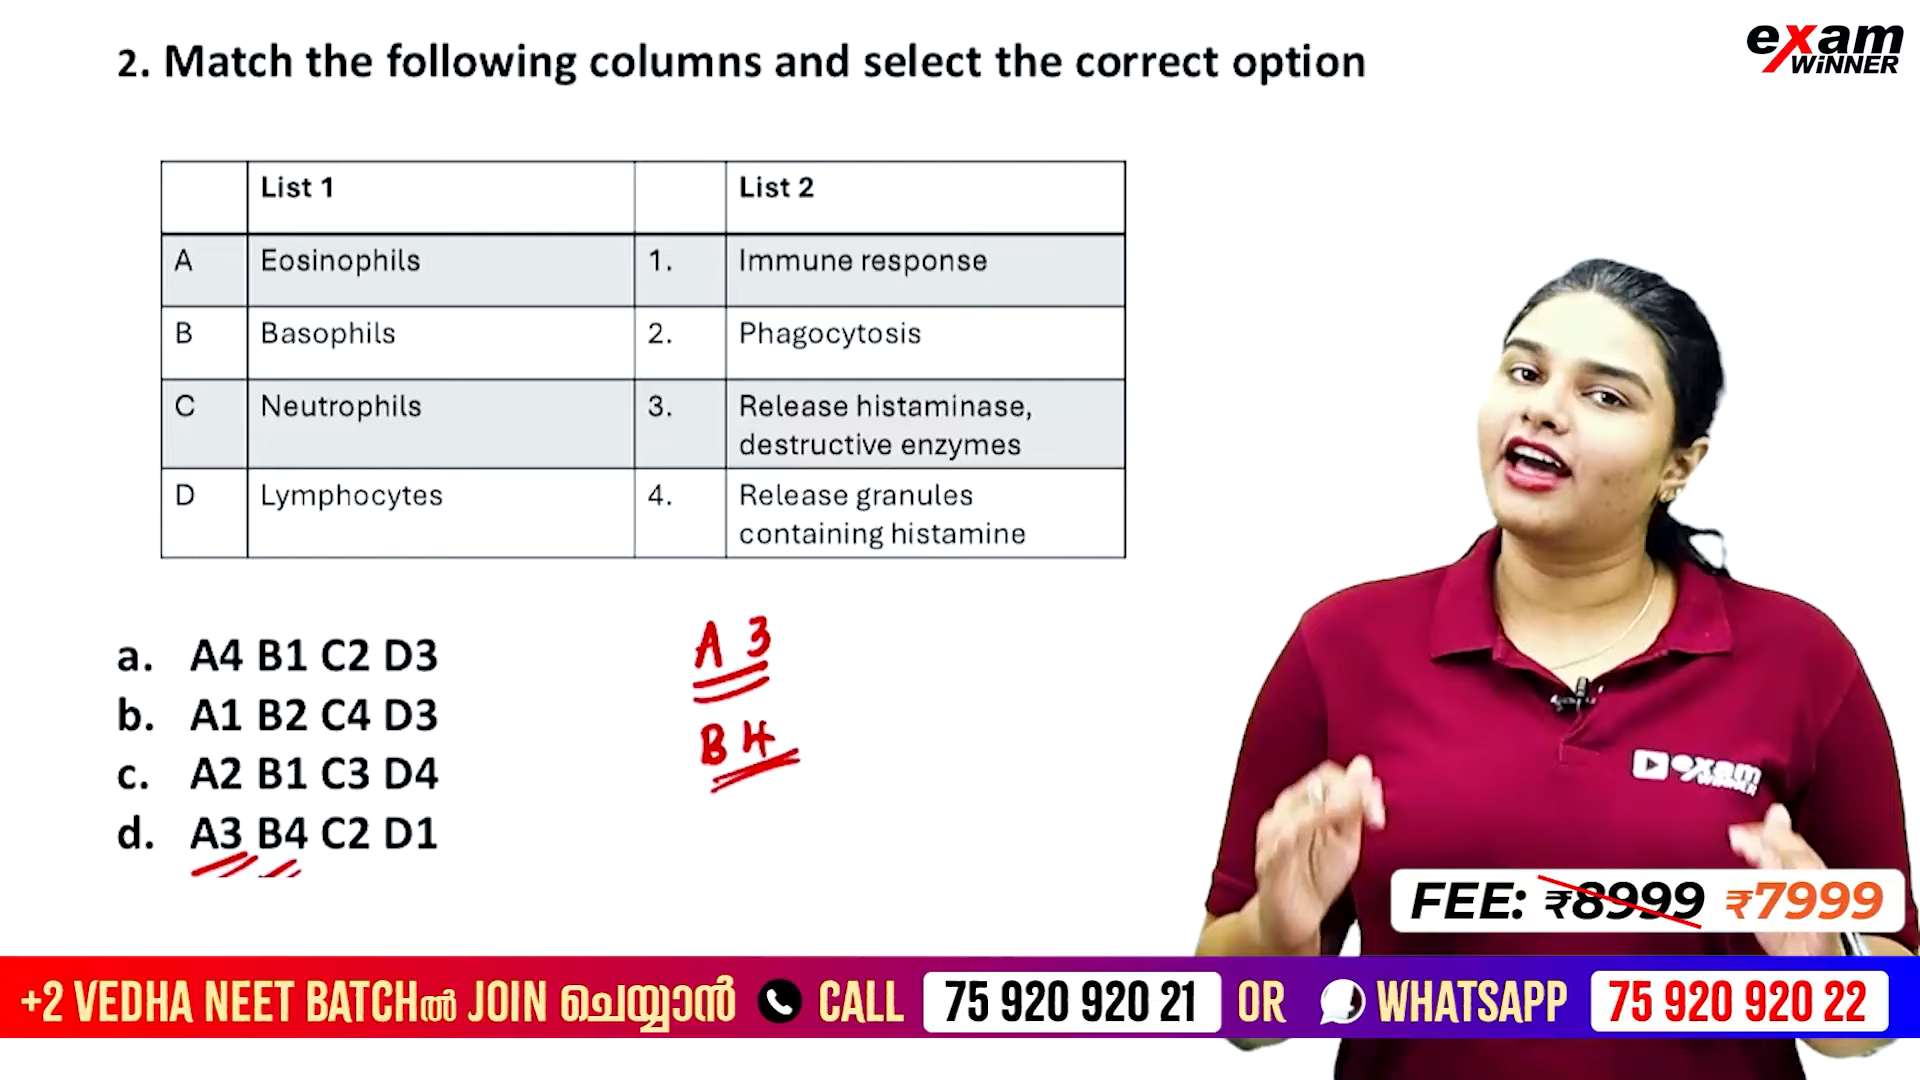 2. Match the following columns and select the correct option
exam
WiNNER
List 1 List 2
A Eosinophils 1. Immune response
B Basophils 2. Phagocytosis
C Neutrophils 3. Release histaminase,
destructive enzymes
D Lymphocytes 4. Release granules
containing histamine
a. A4 B1 C2 D3
b. A1 B2 C4 D3
c. A2 B1 C3 D4
d. A3 B4 C2 D1
A 3
B 4
exam
WINNER
FEE: ₹8999 ₹7999
+2 VEDHA NEET BATCHൽ JOIN ചെയ്യാൻ CALL 75 920 920 21 OR WHATSAPP 75 920 920 22